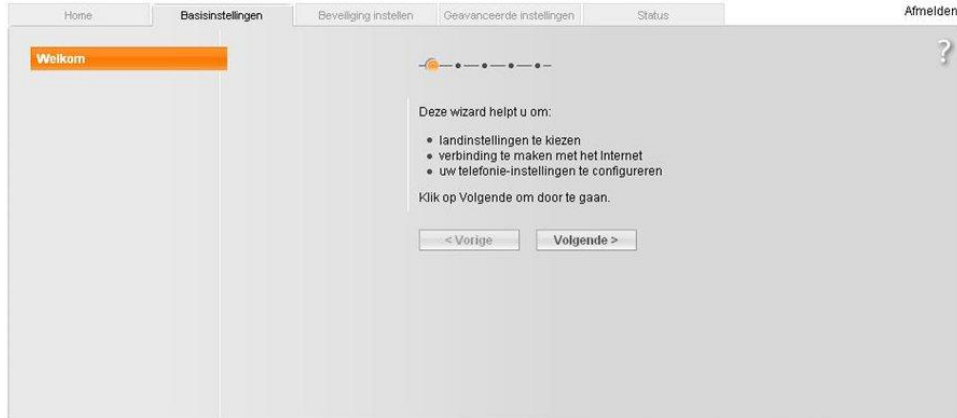 Home Basisinstellingen Beveiliging instellen Geavanceerde instellingen Status Afmelden
Welkom
?
Deze wizard helpt u om:
• landinstellingen te kiezen
• verbinding te maken met het Internet
• uw telefonie-instellingen te configureren
Klik op Volgende om door te gaan.
< Vorige Volgende >